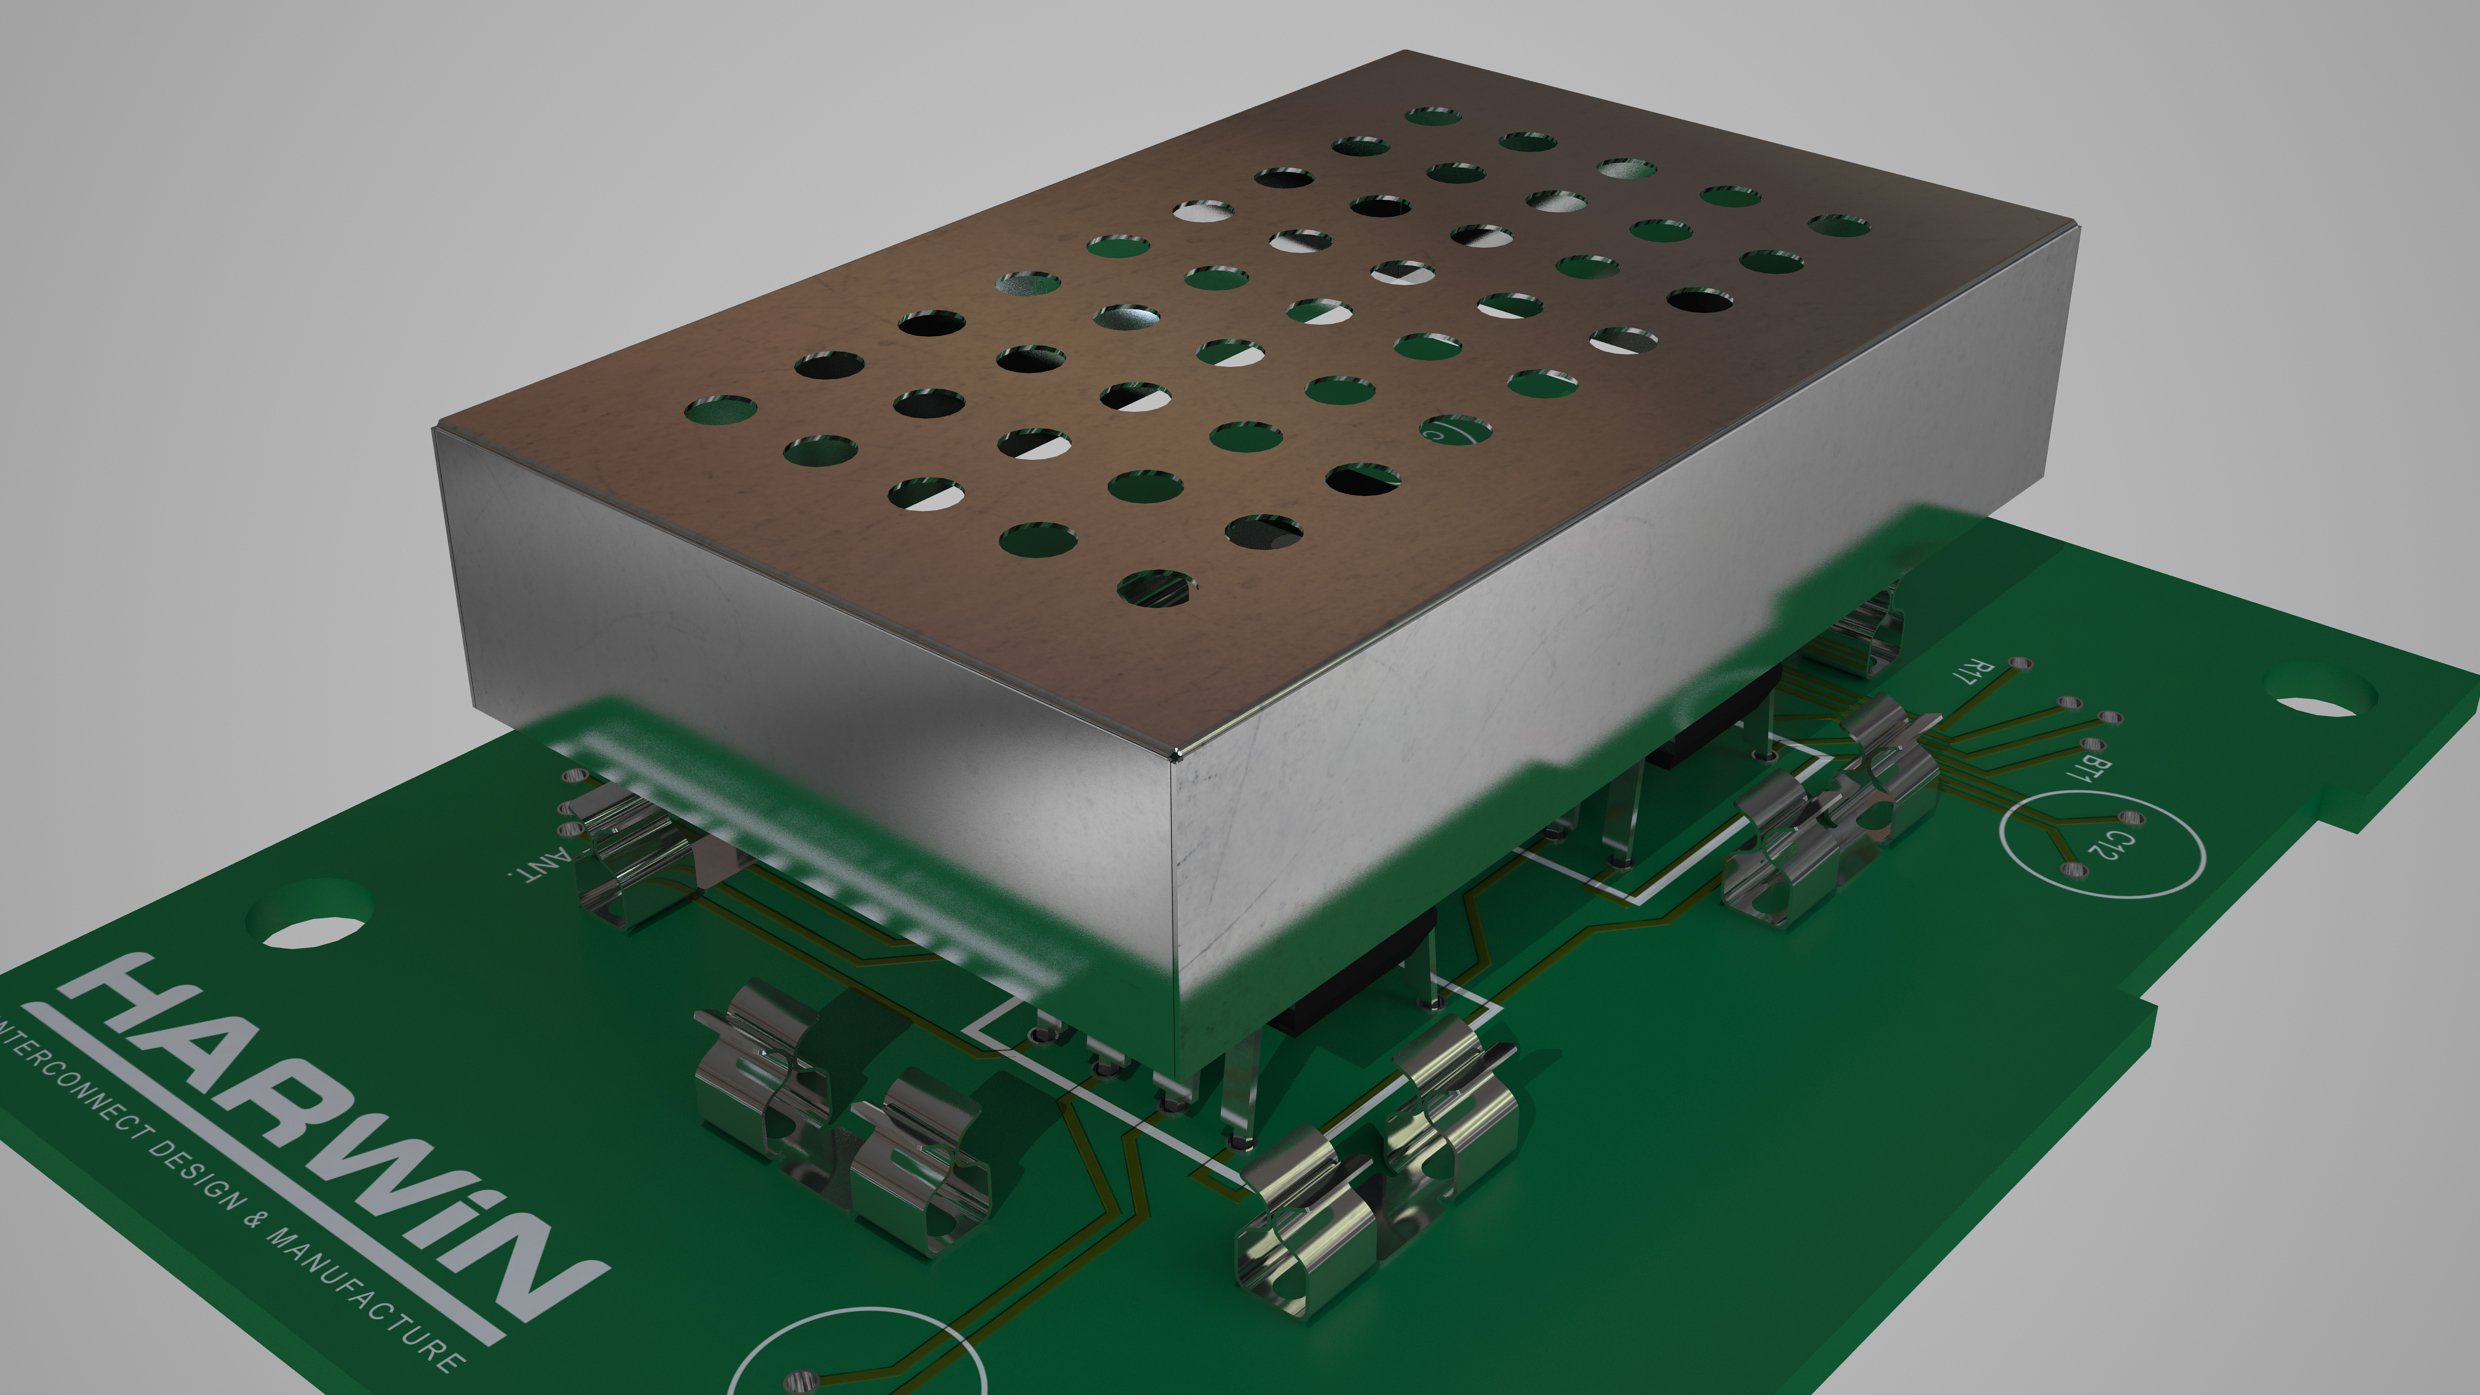 R17
BT1
C12
ANT.
C
HARWiN
INTERCONNECT DESIGN & MANUFACTURE